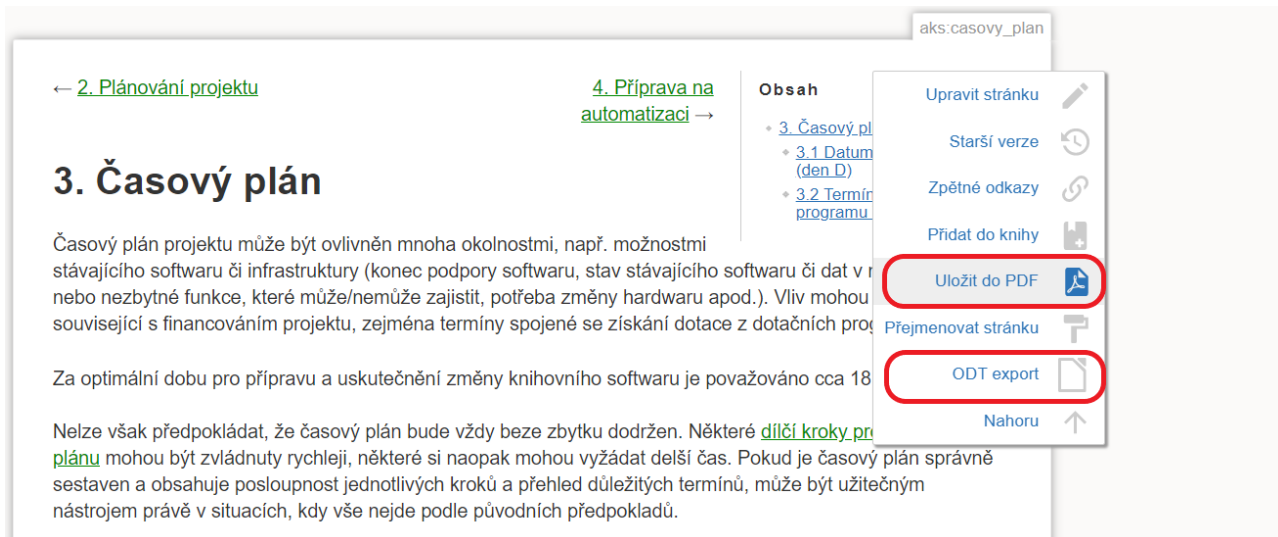 aks:casovy_plan
← 2. Plánování projektu
4. Příprava na
automatizaci →
Obsah
3. Časový
3.1 Datum
(den D)
3.2 Termín
programu
Upravit stránku
Starší verze
Zpětné odkazy
Přidat do knihy
Uložit do PDF
Přejmenovat stránku
ODT export
Nahoru
3. Časový plán
Časový plán projektu může být ovlivněn mnoha okolnostmi, např. možnostmi
stávajícího softwaru či infrastruktury (konec podpory softwaru, stav stávajícího softwaru či dat v
nebo nezbytné funkce, které může/nemůže zajistit, potřeba změny hardwaru apod.). Vliv mohou
související s financováním projektu, zejména termíny spojené se získání dotace z dotačních
Za optimální dobu pro přípravu a uskutečnění změny knihovního softwaru je považováno cca 18
Nelze však předpokládat, že časový plán bude vždy beze zbytku dodržen. Některé dílčí kroky
plánu mohou být zvládnuty rychleji, některé si naopak mohou vyžádat delší čas. Pokud je časový plán správně
sestaven a obsahuje posloupnost jednotlivých kroků a přehled důležitých termínů, může být užitečným
nástrojem právě v situacích, kdy vše nejde podle původních předpokladů.